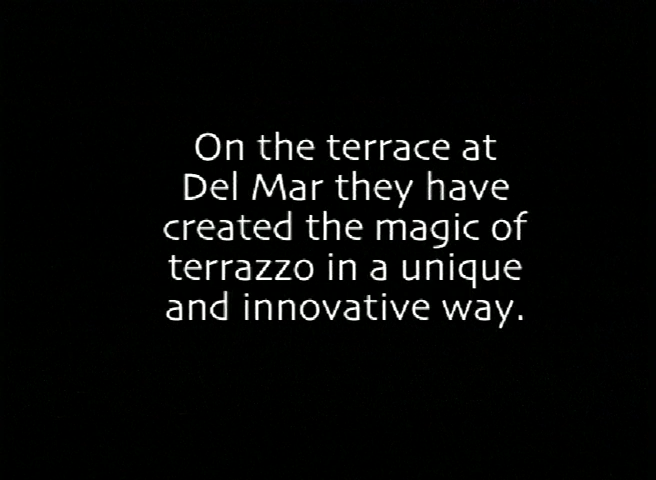 On the terrace at
Del Mar they have
created the magic of
terrazzo in a unique
and innovative way.